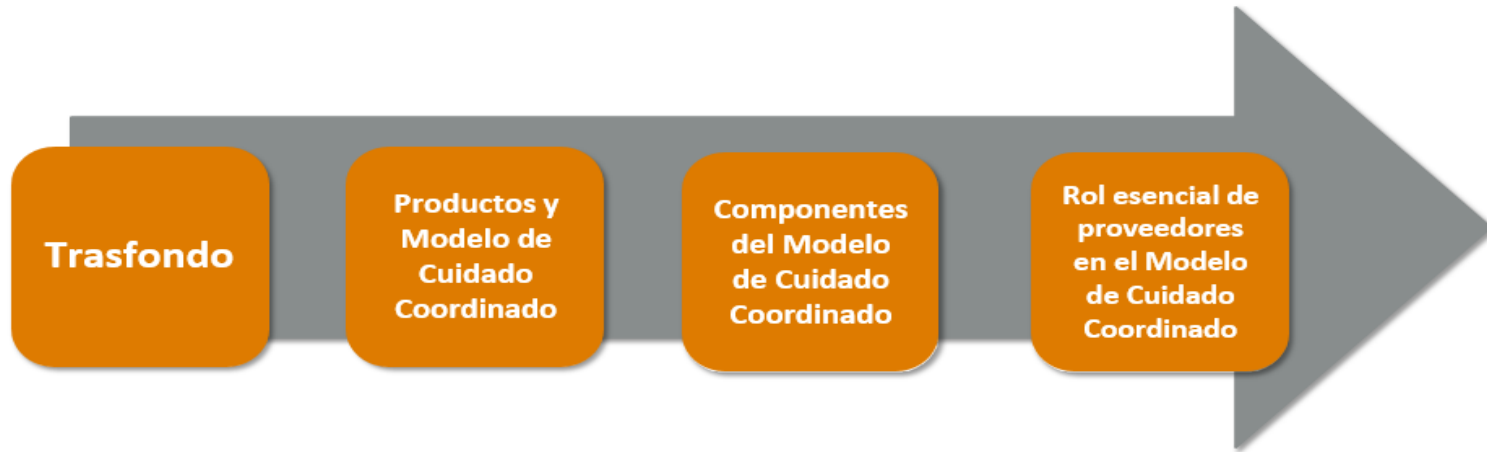 Trasfondo
Productos y
Modelo de
Cuidado
Coordinado
Componentes
del Modelo
de Cuidado
Coordinado
Rol esencial de
proveedores
en el Modelo
de Cuidado
Coordinado